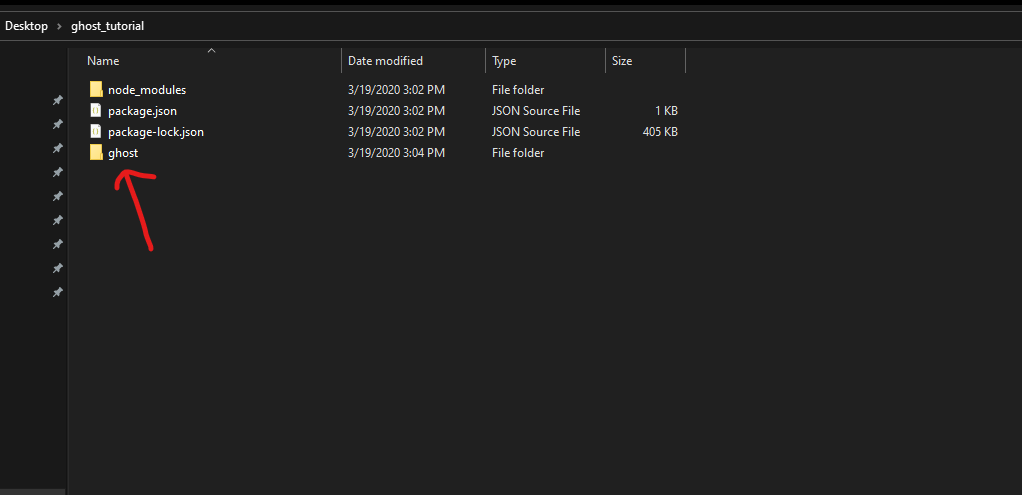 Desktop > ghost_tutorial
Name Date modified Type Size
node_modules 3/19/2020 3:02 PM File folder
package.json 3/19/2020 3:02 PM JSON Source File 1 KB
package-lock.json 3/19/2020 3:02 PM JSON Source File 405 KB
ghost 3/19/2020 3:04 PM File folder